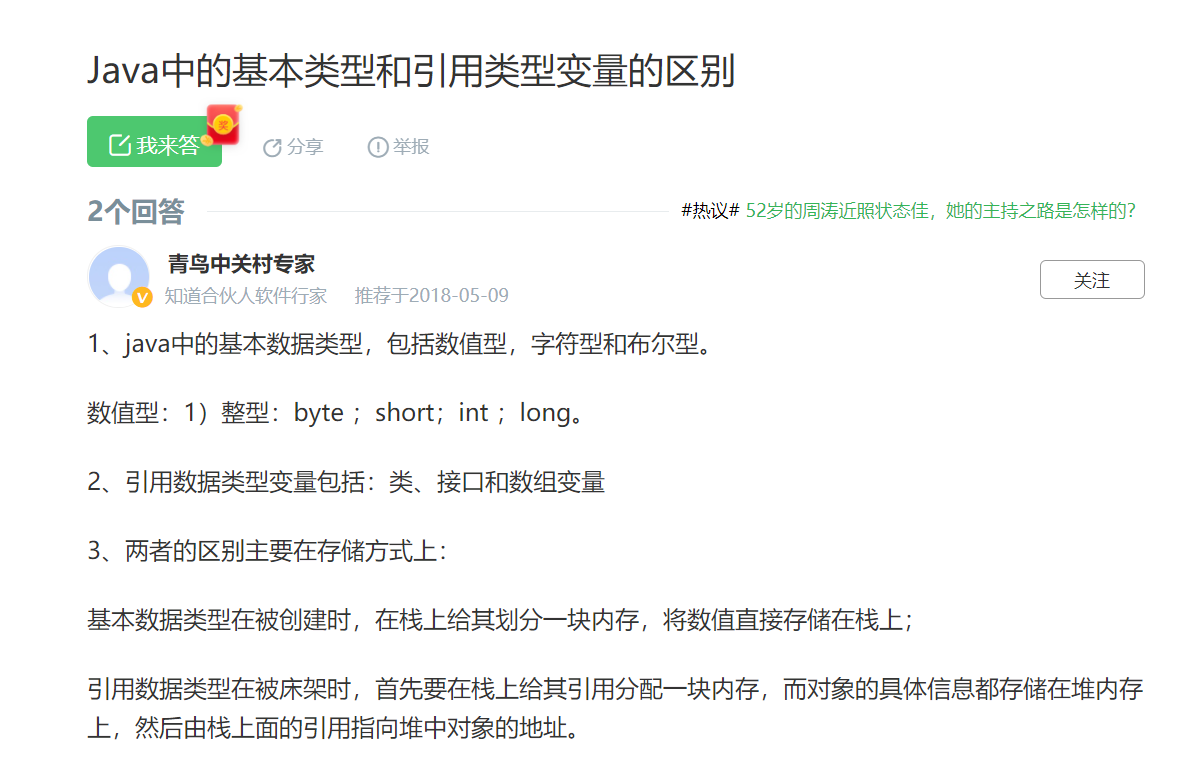 Java中的基本类型和引用类型变量的区别
我来答 奖 分享 举报
2个回答 #热议# 52岁的周涛近照状态佳，她的主持之路是怎样的？
青鸟中关村专家
V 知道合伙人软件行家 推荐于2018-05-09 关注
1、java中的基本数据类型，包括数值型，字符型和布尔型。
数值型：1）整型：byte ；short；int ；long。
2、引用数据类型变量包括：类、接口和数组变量
3、两者的区别主要在存储方式上：
基本数据类型在被创建时，在栈上给其划分一块内存，将数值直接存储在栈上；
引用数据类型在被床架时，首先要在栈上给其引用分配一块内存，而对象的具体信息都存储在堆内存
上，然后由栈上面的引用指向堆中对象的地址。